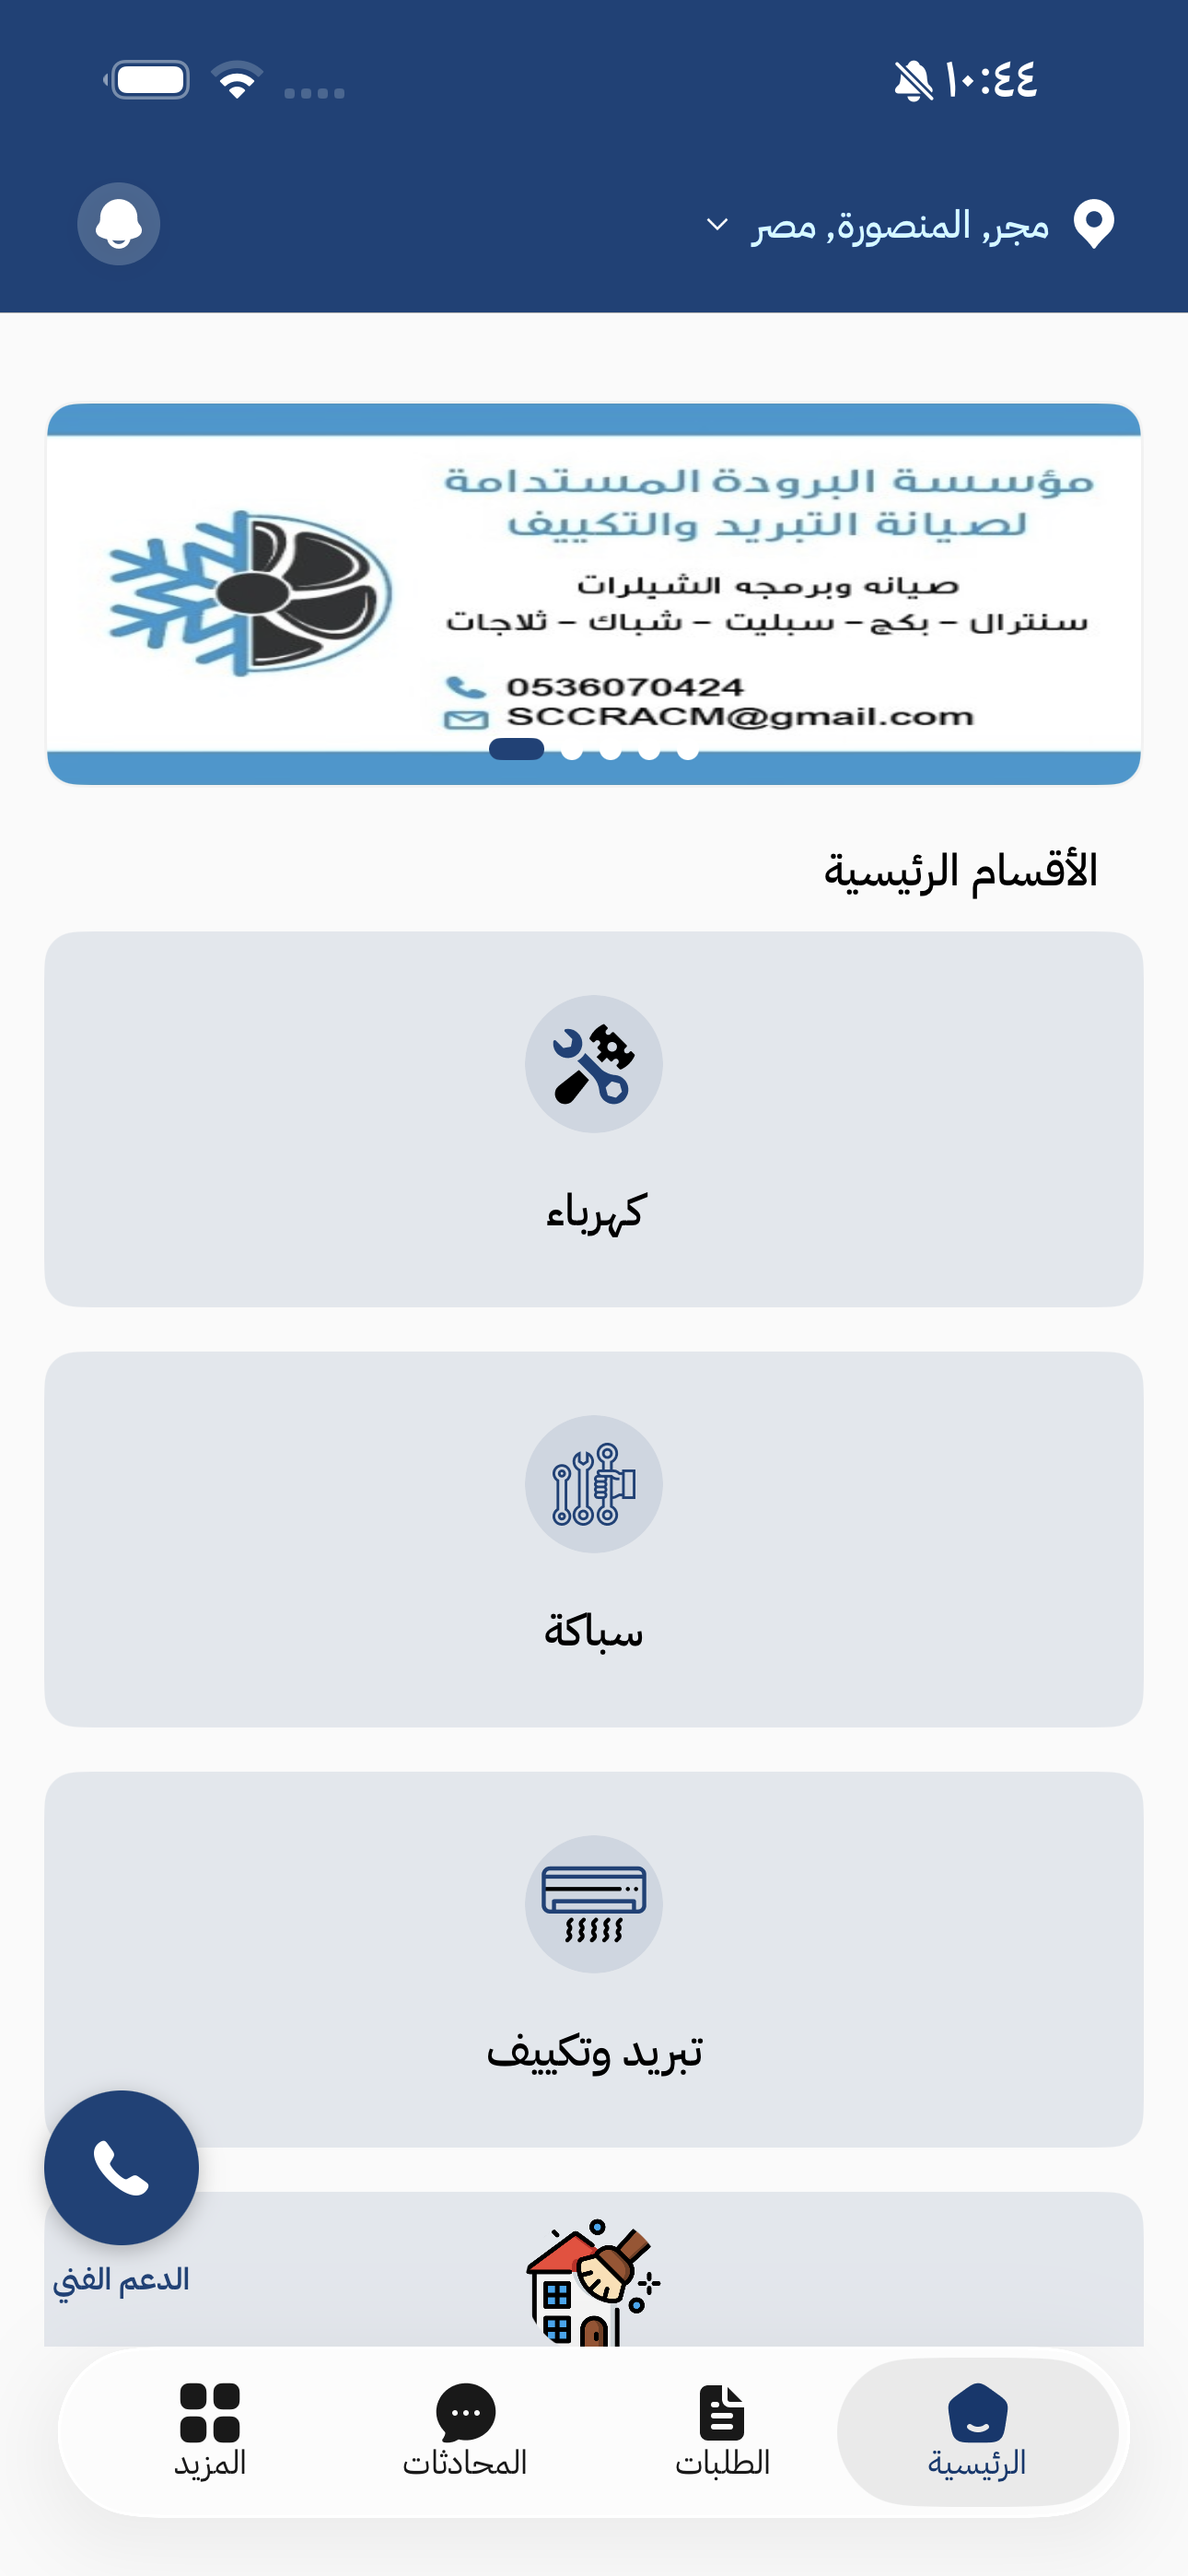 ١٠:٤٤
مجر, المنصورة, مصر
مؤسسة البرودة المستدامة
لصيانة التبريد والتكييف
صيانه وبرمجه الشيلرات
سنترال - بكج - سبليت - شباك - ثلاجات
0536070424
SCCRACM@gmail.com
الأقسام الرئيسية
كهرباء
سباكة
تبريد وتكييف
الدعم الفني
الرئيسية
الطلبات
المحادثات
المزيد